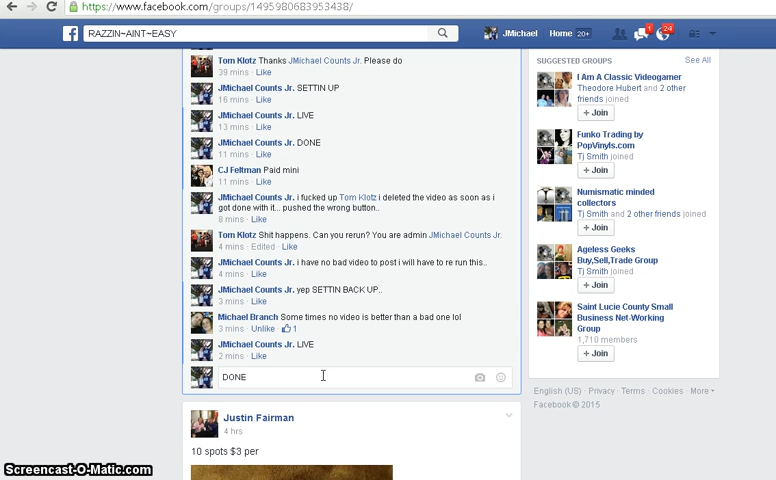 https://www.facebook.com/groups/1495980683953438/
RAZZIN~AINT~EASY
JMichael
Home 20+
1
24
Tom Klotz Thanks JMichael Counts Jr. Please do
39 mins · Like
JMichael Counts Jr. SETTIN UP
16 mins · Like
JMichael Counts Jr. LIVE
13 mins · Like
JMichael Counts Jr. DONE
11 mins · Like
CJ Feltman Paid mini
11 mins · Like
JMichael Counts Jr. i fucked up Tom Klotz i deleted the video as soon as i
got done with it... pushed the wrong button..
8 mins · Like
Tom Klotz Shit happens. Can you rerun? You are admin JMichael Counts Jr.
4 mins · Edited · Like
JMichael Counts Jr. i have no bad video to post i will have to re run this..
4 mins · Like
JMichael Counts Jr. yep SETTIN BACK UP..
3 mins · Like
Michael Branch Some times no video is better than a bad one lol
3 mins · Unlike · 1
JMichael Counts Jr. LIVE
2 mins · Like
DONE
Justin Fairman
4 hrs
10 spots $3 per
SUGGESTED GROUPS
See All
I Am A Classic Videogamer
Theodore Hubert and 2 other
friends joined
+ Join
Funko Trading by
PopVinyls.com
Tj Smith joined
+ Join
Numismatic minded
collectors
Tj Smith and 2 other friends joined
+ Join
Ageless Geeks
Buy,Sell,Trade Group
Tj Smith joined
+ Join
Saint Lucie County Small
Business Net-Working
Group
1,710 members
+ Join
English (US) · Privacy · Terms · Cookies · More
Facebook © 2015
Screencast-O-Matic.com